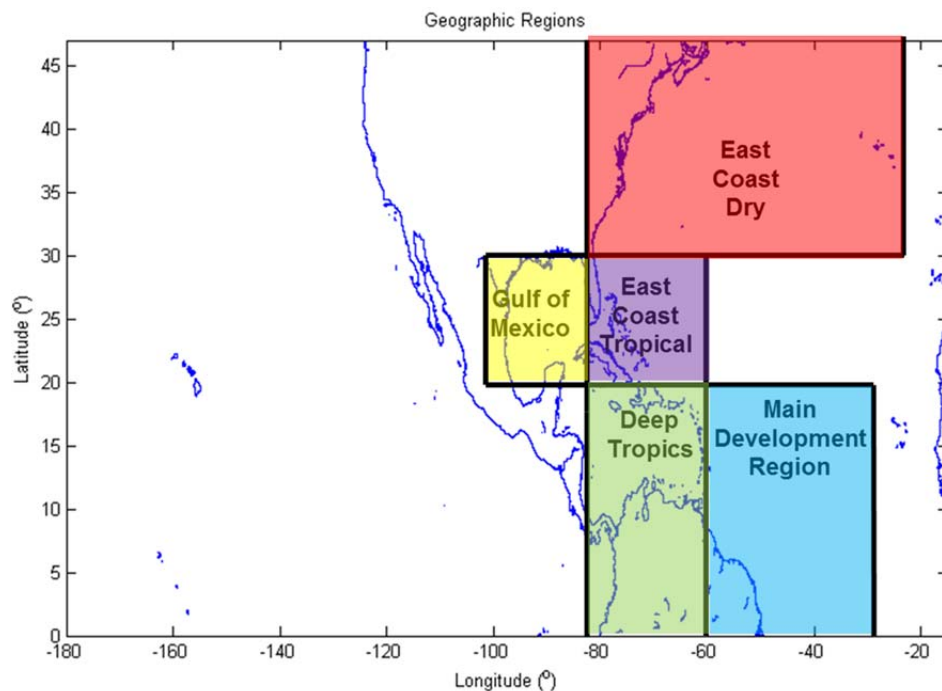 Geographic Regions
45
40
35
30
25
20
15
10
5
0
Latitude (º)
East
Coast
Dry
Gulf of
Mexico
East
Coast
Tropical
Deep
Tropics
Main
Development
Region
-180 -160 -140 -120 -100 -80 -60 -40 -20
Longitude (º)